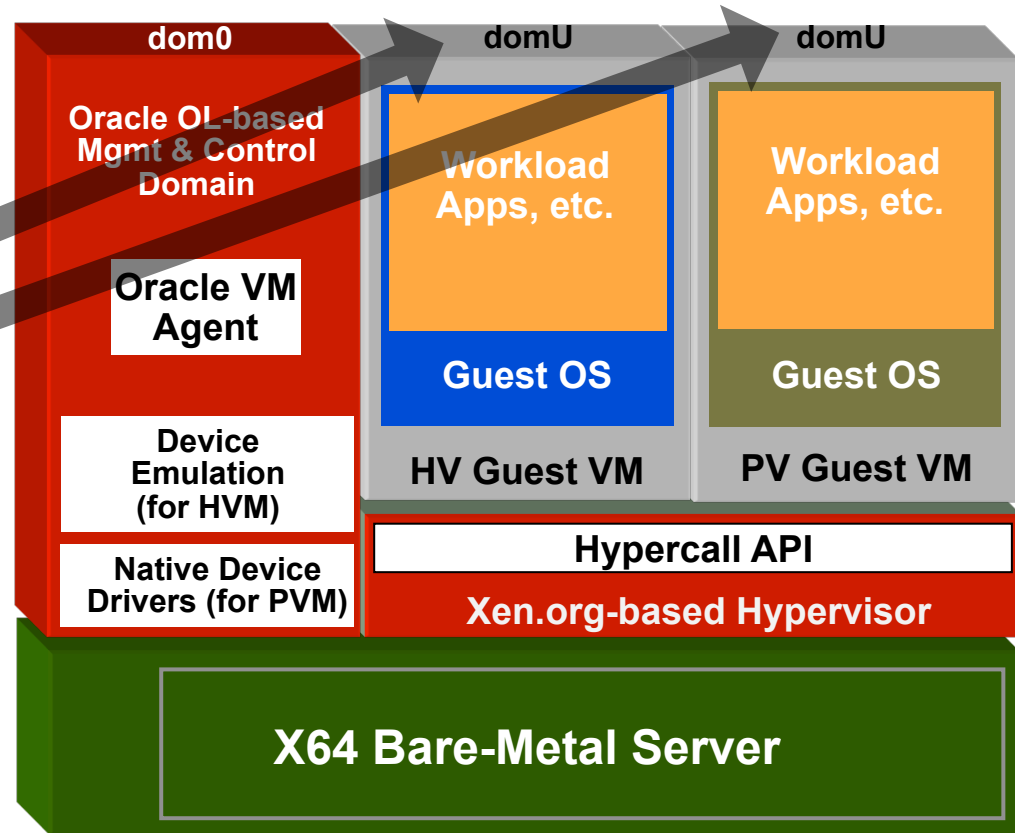 dom0
domU
domU
Oracle OL-based
Mgmt & Control
Domain
Oracle VM
Agent
Device
Emulation
(for HVM)
Native Device
Drivers (for PVM)
Workload
Apps, etc.
Guest OS
HV Guest VM
Workload
Apps, etc.
Guest OS
PV Guest VM
Hypercall API
Xen.org-based Hypervisor
X64 Bare-Metal Server